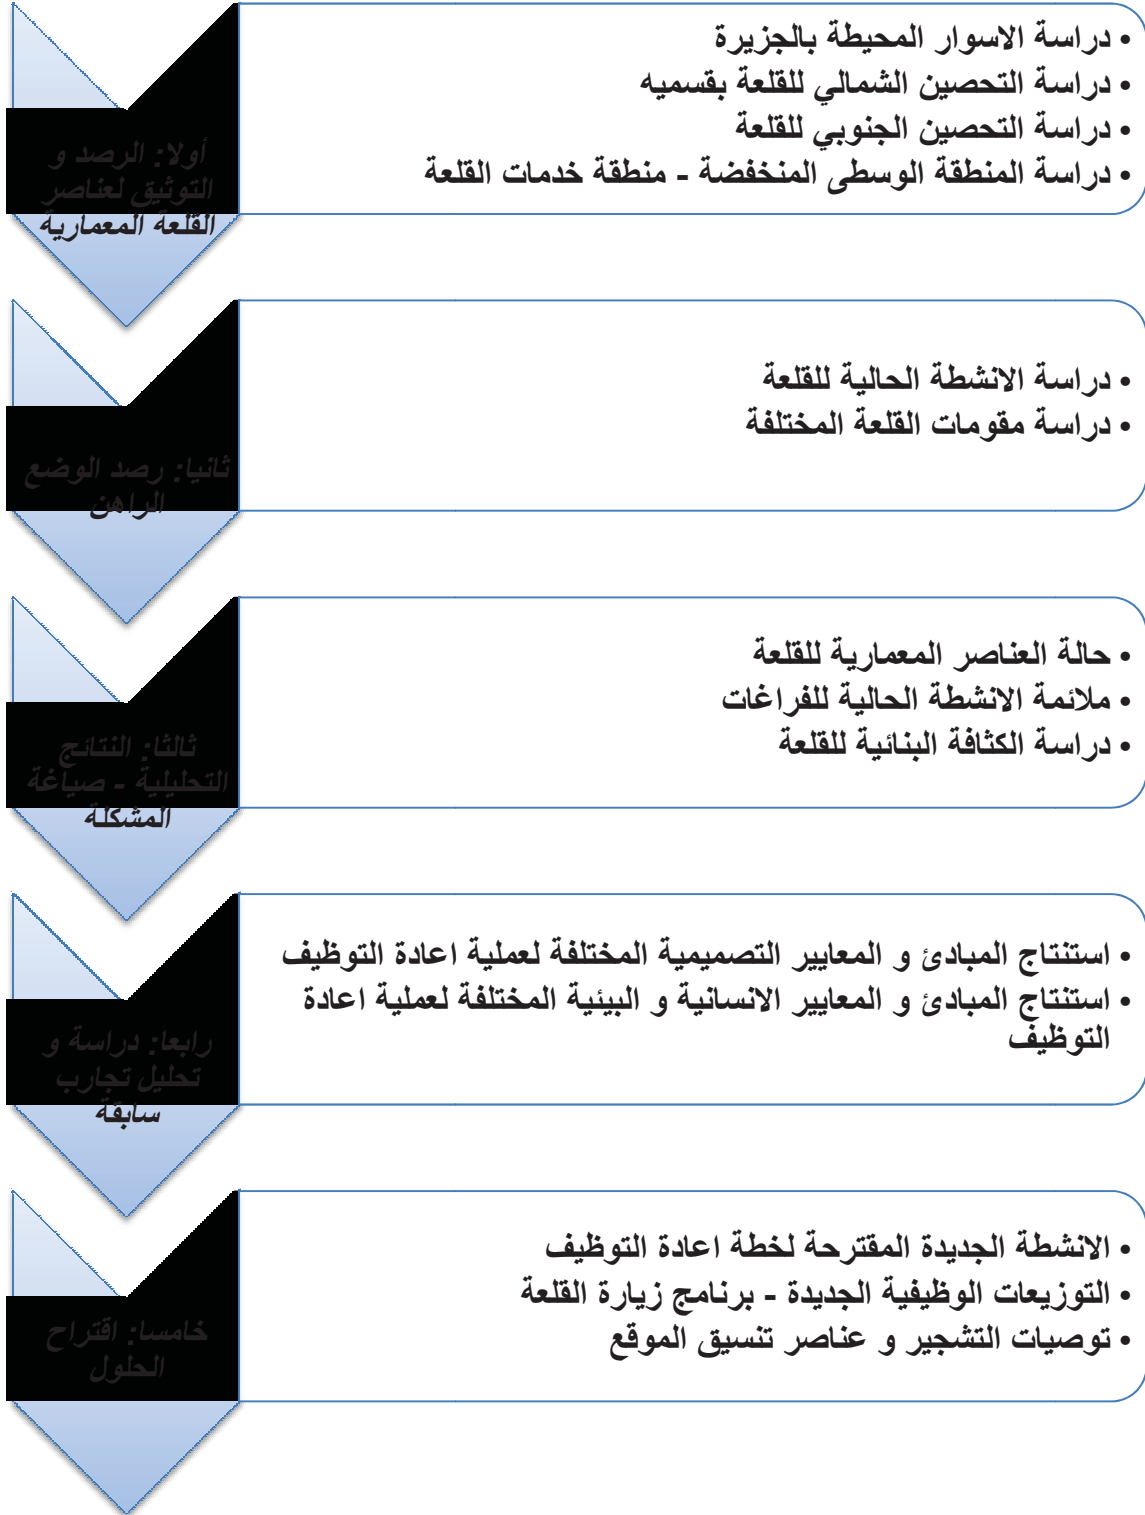 أولا: الرصد و
التوثيق لعناصر
القلعة المعمارية
• دراسة الاسوار المحيطة بالجزيرة
• دراسة التحصين الشمالي للقلعة بقسميه
• دراسة التحصين الجنوبي للقلعة
• دراسة المنطقة الوسطى المنخفضة - منطقة خدمات القلعة
ثانيا: رصد الوضع
الراهن
• دراسة الانشطة الحالية للقلعة
• دراسة مقومات القلعة المختلفة
ثالثا: النتائج
التحليلية - صياغة
المشكلة
• حالة العناصر المعمارية للقلعة
• ملائمة الانشطة الحالية للفراغات
• دراسة الكثافة البنائية للقلعة
رابعا: دراسة و
تحليل تجارب
سابقة
• استنتاج المبادئ و المعايير التصميمية المختلفة لعملية اعادة التوظيف
• استنتاج المبادئ و المعايير الانسانية و البيئية المختلفة لعملية اعادة
التوظيف
خامسا: اقتراح
الحلول
• الانشطة الجديدة المقترحة لخطة اعادة التوظيف
• التوزيعات الوظيفية الجديدة - برنامج زيارة القلعة
• توصيات التشجير و عناصر تنسيق الموقع